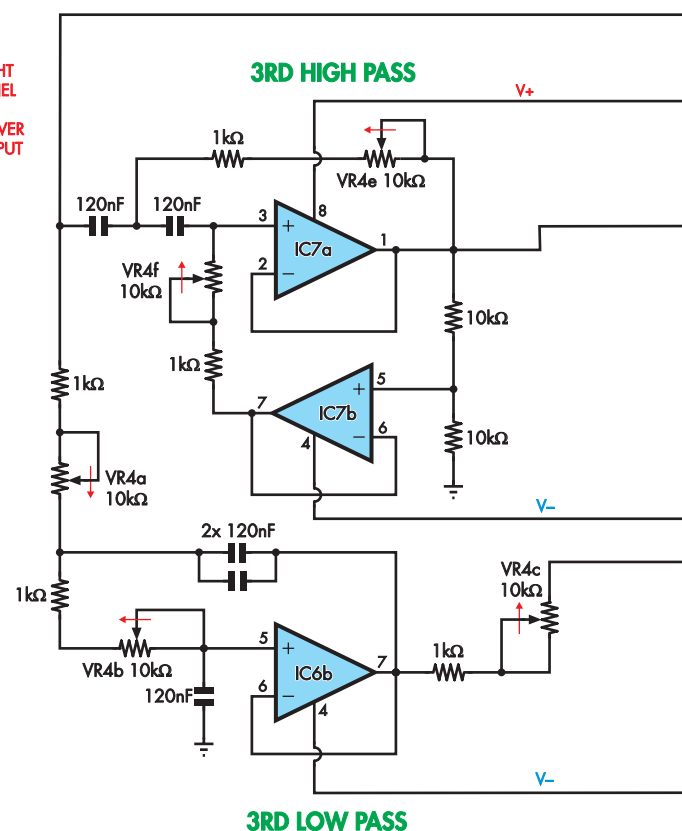 3RD HIGH PASS
V+
1kΩ
VR4e 10kΩ
120nF
120nF
3
8
+
IC7a
1
2
–
VR4f
10kΩ
10kΩ
1kΩ
1kΩ
5
+
7
IC7b
6
–
4
10kΩ
VR4a
10kΩ
V–
2x 120nF
VR4c
10kΩ
1kΩ
5
+
1kΩ
7
VR4b 10kΩ
IC6b
120nF
6
–
4
V–
3RD LOW PASS